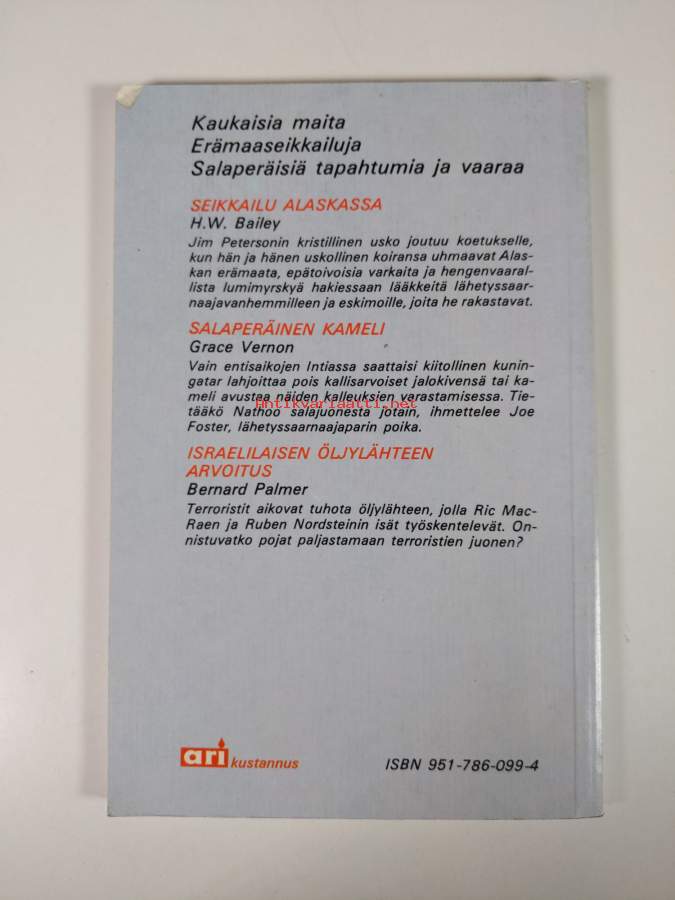 Kaukaisia maita
Erämaaseikkailuja
Salaperäisiä tapahtumia ja vaaraa
SEIKKAILU ALASKASSA
H.W. Bailey
Jim Petersonin kristillinen usko joutuu koetukselle,
kun hän ja hänen uskollinen koiransa uhmaavat Alas-
kan erämaata, epätoivoisia varkaita ja hengenvaaral-
lista lumimyrskyä hakiessaan lääkkeitä lähetyssaar-
naajavanhemmilleen ja eskimoille, joita he rakastavat.
SALAPERÄINEN KAMELI
Grace Vernon
Vain entisaikojen Intiassa saattaisi kiitollinen kunin-
gatar lahjoittaa pois kallisarvoiset jalokivensä tai ka-
meli avustaa näiden kalleuksien varastamisessa. Tie-
Antikvariaatti.net
tääkö Nathoo salajuonesta jotain, ihmettelee Joe
Foster, lähetyssaarnaajaparin poika.
ISRAELILAISEN ÖLJYLÄHTEEN
ARVOITUS
Bernard Palmer
Terroristit aikovat tuhota öljylähteen, jolla Ric Mac-
Raen ja Ruben Nordsteinin isät työskentelevät. On-
nistuvatko pojat paljastamaan terroristien juonen?
ari kustannus
ISBN 951-786-099-4